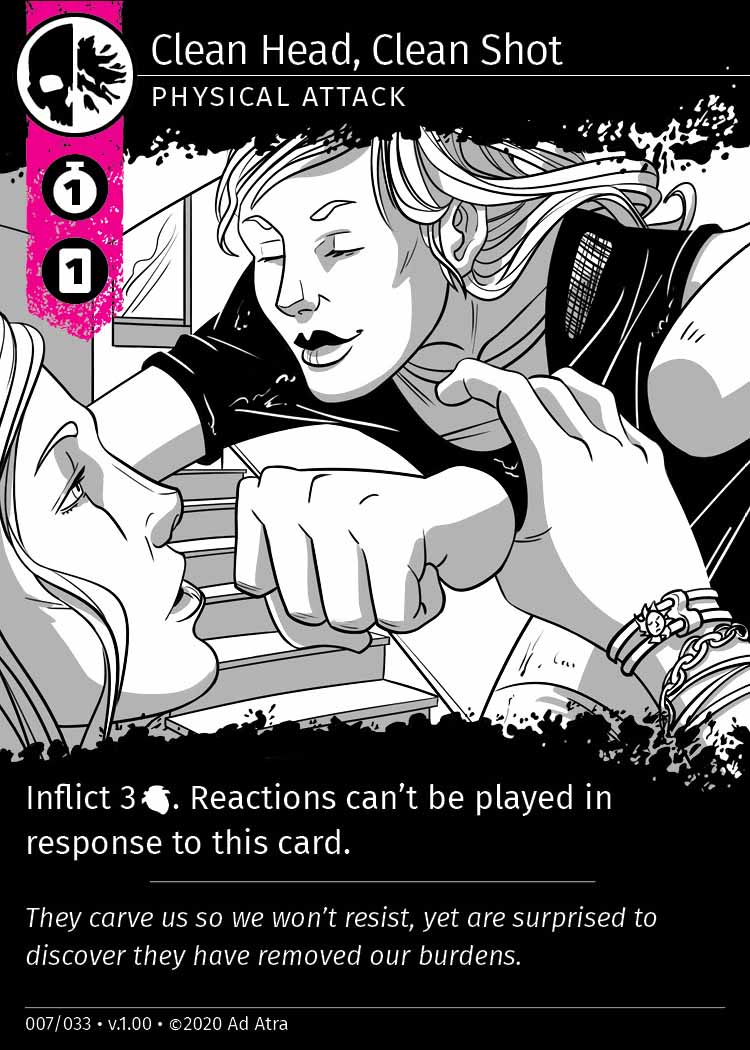 Clean Head, Clean Shot
PHYSICAL ATTACK
1
1
Inflict 3. Reactions can’t be played in
response to this card.
They carve us so we won’t resist, yet are surprised to
discover they have removed our burdens.
007/033 • v.1.00 • ©2020 Ad Atra